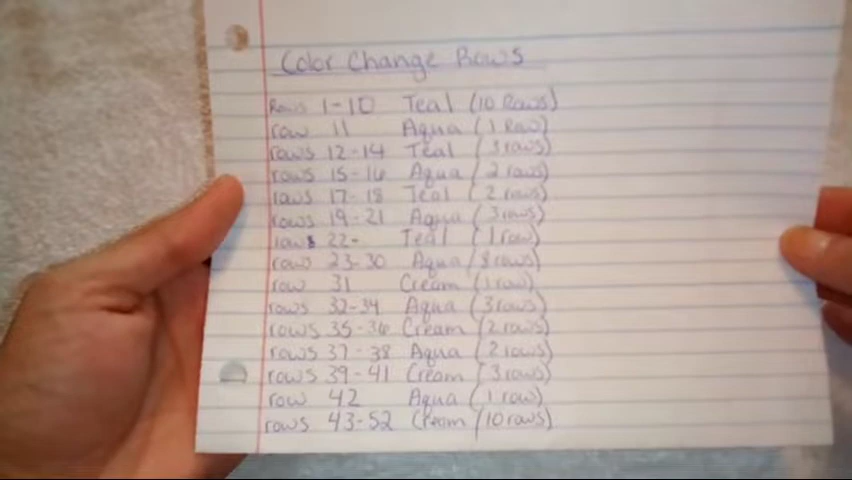 Color Change Rows
Rows 1-10 Teal (10 Rows)
row 11 Aqua (1 Row)
rows 12-14 Teal (3 rows)
rows 15-16 Aqua (2 rows)
rows 17-18 Teal (2 rows)
rows 19-21 Aqua (3 rows)
rows 22- Teal (1 row)
row 23-30 Aqua (8 rows)
row 31 Cream (1 row)
rows 32-34 Aqua (3 rows)
rows 35-36 Cream (2 rows)
rows 37-38 Aqua (2 rows)
rows 39-41 Cream (3 rows)
row 42 Aqua (1 row)
rows 43-52 Cream (10 rows)